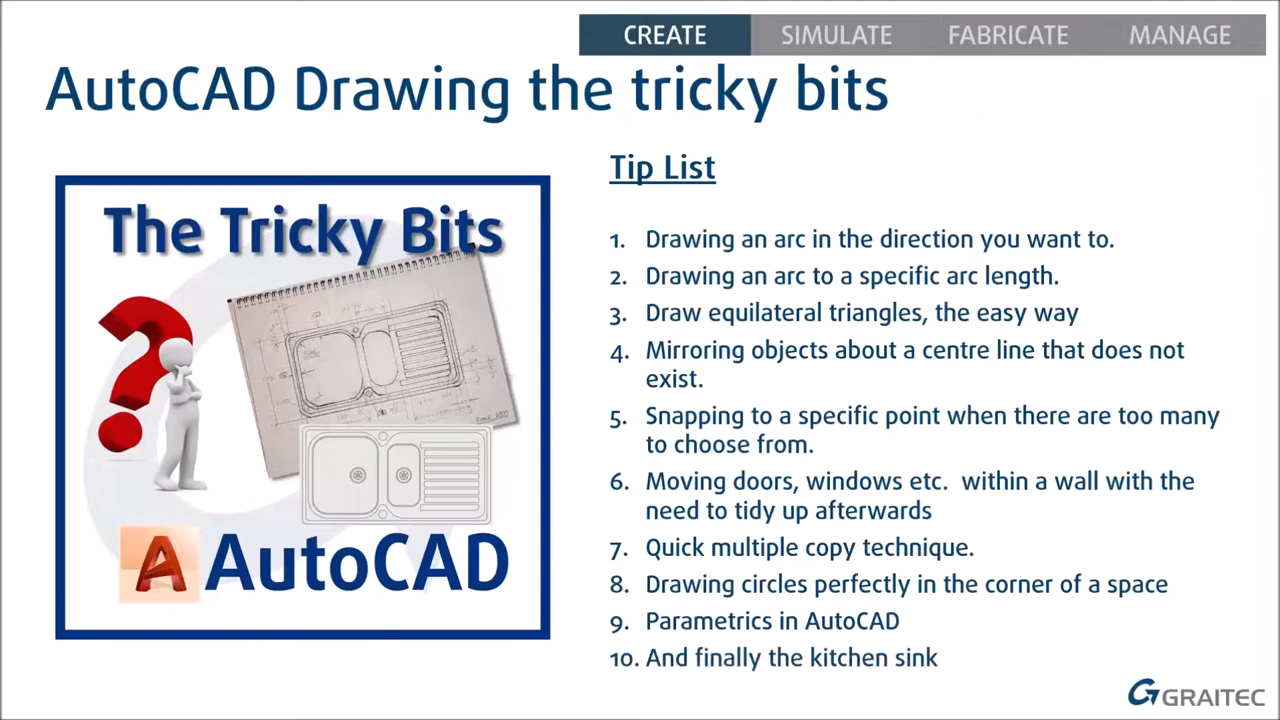 CREATE SIMULATE FABRICATE MANAGE
AutoCAD Drawing the tricky bits
The Tricky Bits
A AutoCAD
Tip List
1. Drawing an arc in the direction you want to.
2. Drawing an arc to a specific arc length.
3. Draw equilateral triangles, the easy way
4. Mirroring objects about a centre line that does not
exist.
5. Snapping to a specific point when there are too many
to choose from.
6. Moving doors, windows etc.  within a wall with the
need to tidy up afterwards
7. Quick multiple copy technique.
8. Drawing circles perfectly in the corner of a space
9. Parametrics in AutoCAD
10. And finally the kitchen sink
GRAITEC